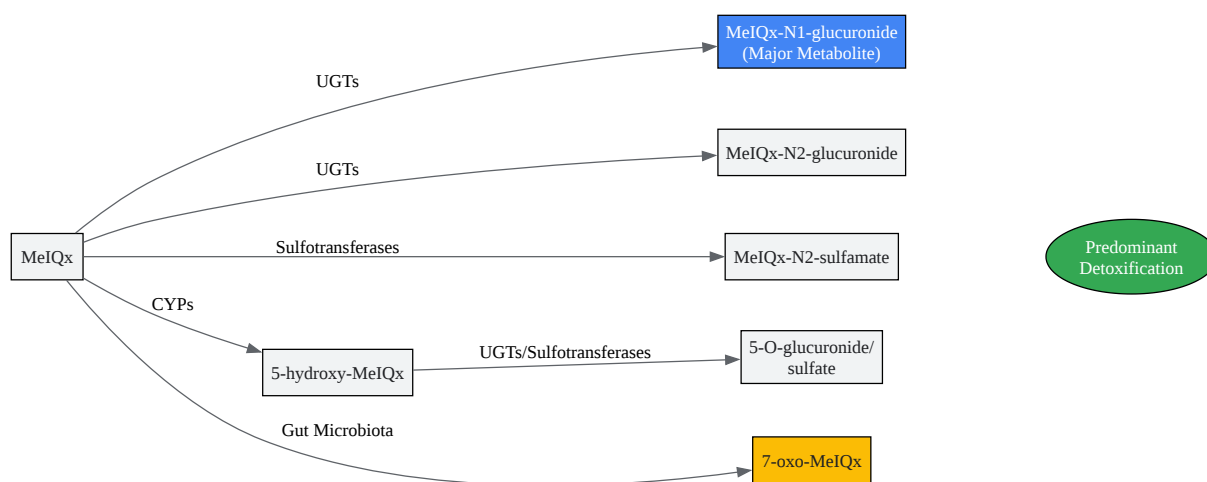 MeIQx-N1-glucuronide
(Major Metabolite)
UGTs
MeIQx-N2-glucuronide
UGTs
MeIQx
Sulfotransferases
MeIQx-N2-sulfamate
Predominant
Detoxification
CYPs
5-hydroxy-MeIQx
UGTs/Sulfotransferases
5-O-glucuronide/
sulfate
Gut Microbiota
7-oxo-MeIQx